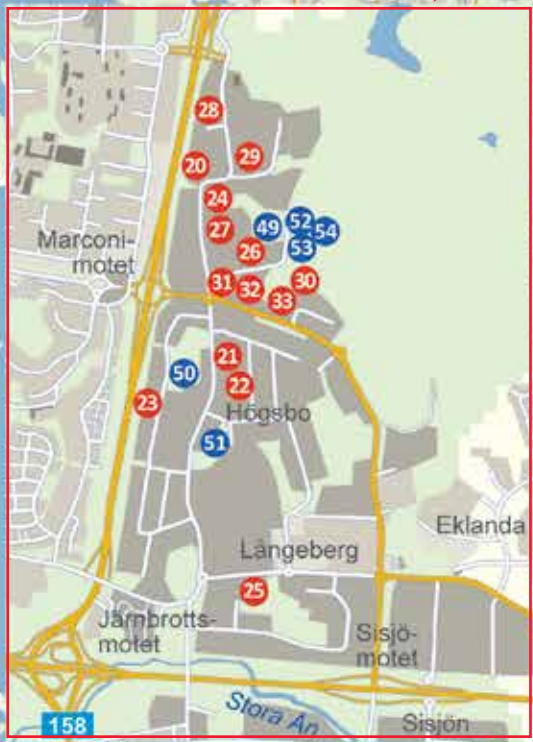 28
29
20
24
27
49
52
54
53
26
Marconi-
motet
31
32
33
30
21
50
22
23
Högsbo
51
Eklanda
Långeberg
25
Järnbrotts-
motet
Sisjö-
motet
Stora Ån
158
Sisjön